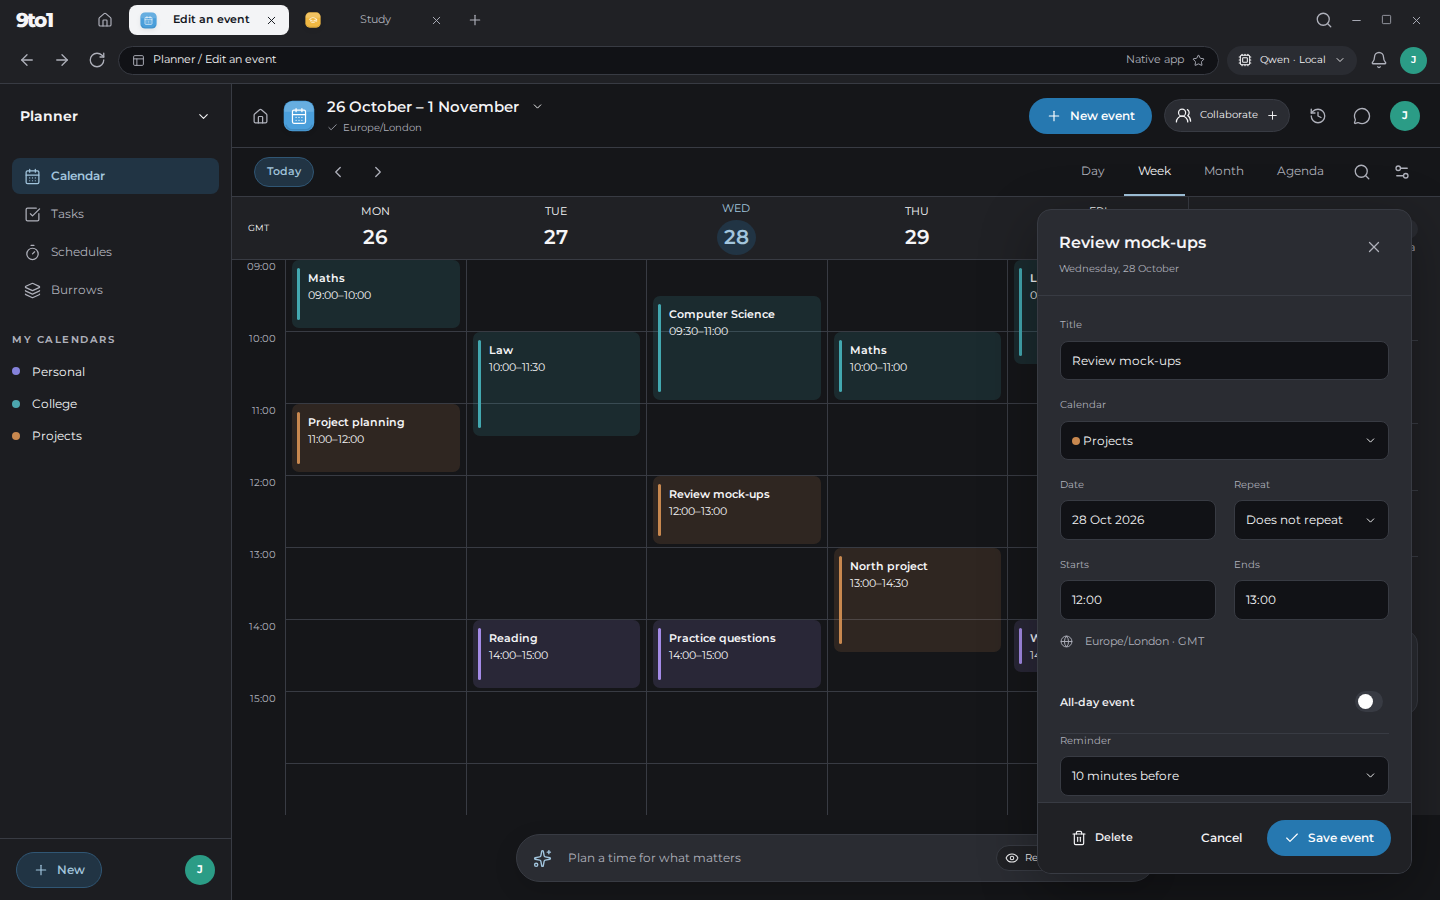 9to1
Edit an event
Study
Planner / Edit an event
Native app
Qwen · Local
J
Planner
26 October – 1 November
Europe/London
New event
Collaborate
J
Calendar
Tasks
Schedules
Burrows
MY CALENDARS
Personal
College
Projects
New
J
Today
Day
Week
Month
Agenda
GMT
MON
26
TUE
27
WED
28
THU
29
09:00
10:00
11:00
12:00
13:00
14:00
15:00
Maths
09:00–10:00
Project planning
11:00–12:00
Law
10:00–11:30
Reading
14:00–15:00
Computer Science
09:30–11:00
Review mock-ups
12:00–13:00
Practice questions
14:00–15:00
Maths
10:00–11:00
North project
13:00–14:30
Plan a time for what matters
Review mock-ups
Wednesday, 28 October
Title
Review mock-ups
Calendar
Projects
Date
Repeat
28 Oct 2026
Does not repeat
Starts
Ends
12:00
13:00
Europe/London · GMT
All-day event
Reminder
10 minutes before
Delete
Cancel
Save event